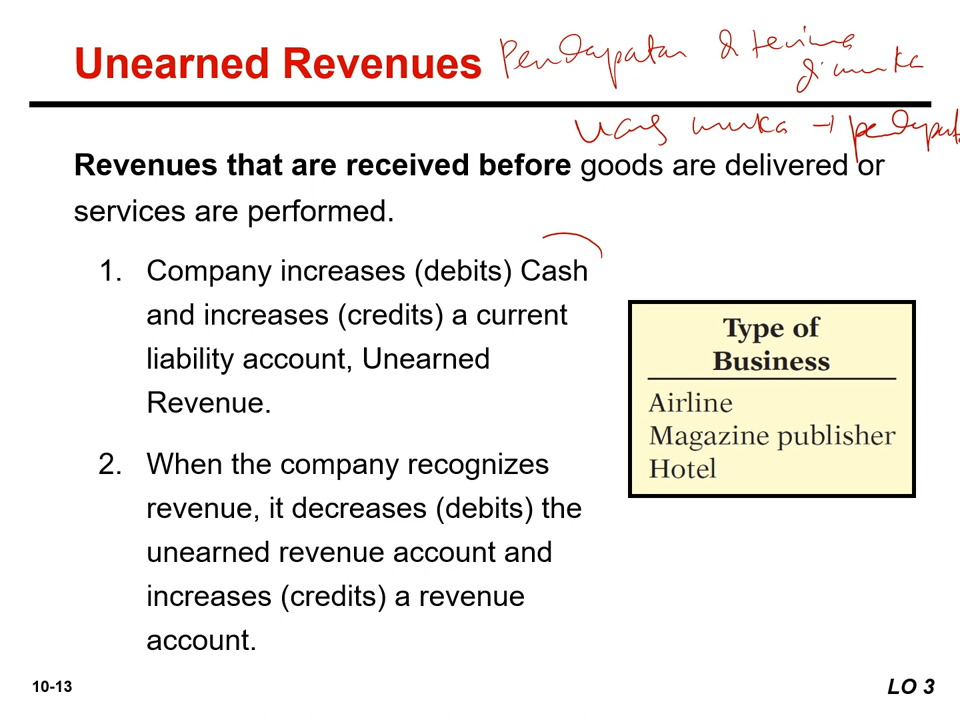 Unearned Revenues Pendapatan diterima
dimuka
Uang muka → pendapat
Revenues that are received before goods are delivered or
services are performed.
1. Company increases (debits) Cash
and increases (credits) a current
liability account, Unearned
Revenue.
2. When the company recognizes
revenue, it decreases (debits) the
unearned revenue account and
increases (credits) a revenue
account.
Type of
Business
Airline
Magazine publisher
Hotel
10-13
LO 3